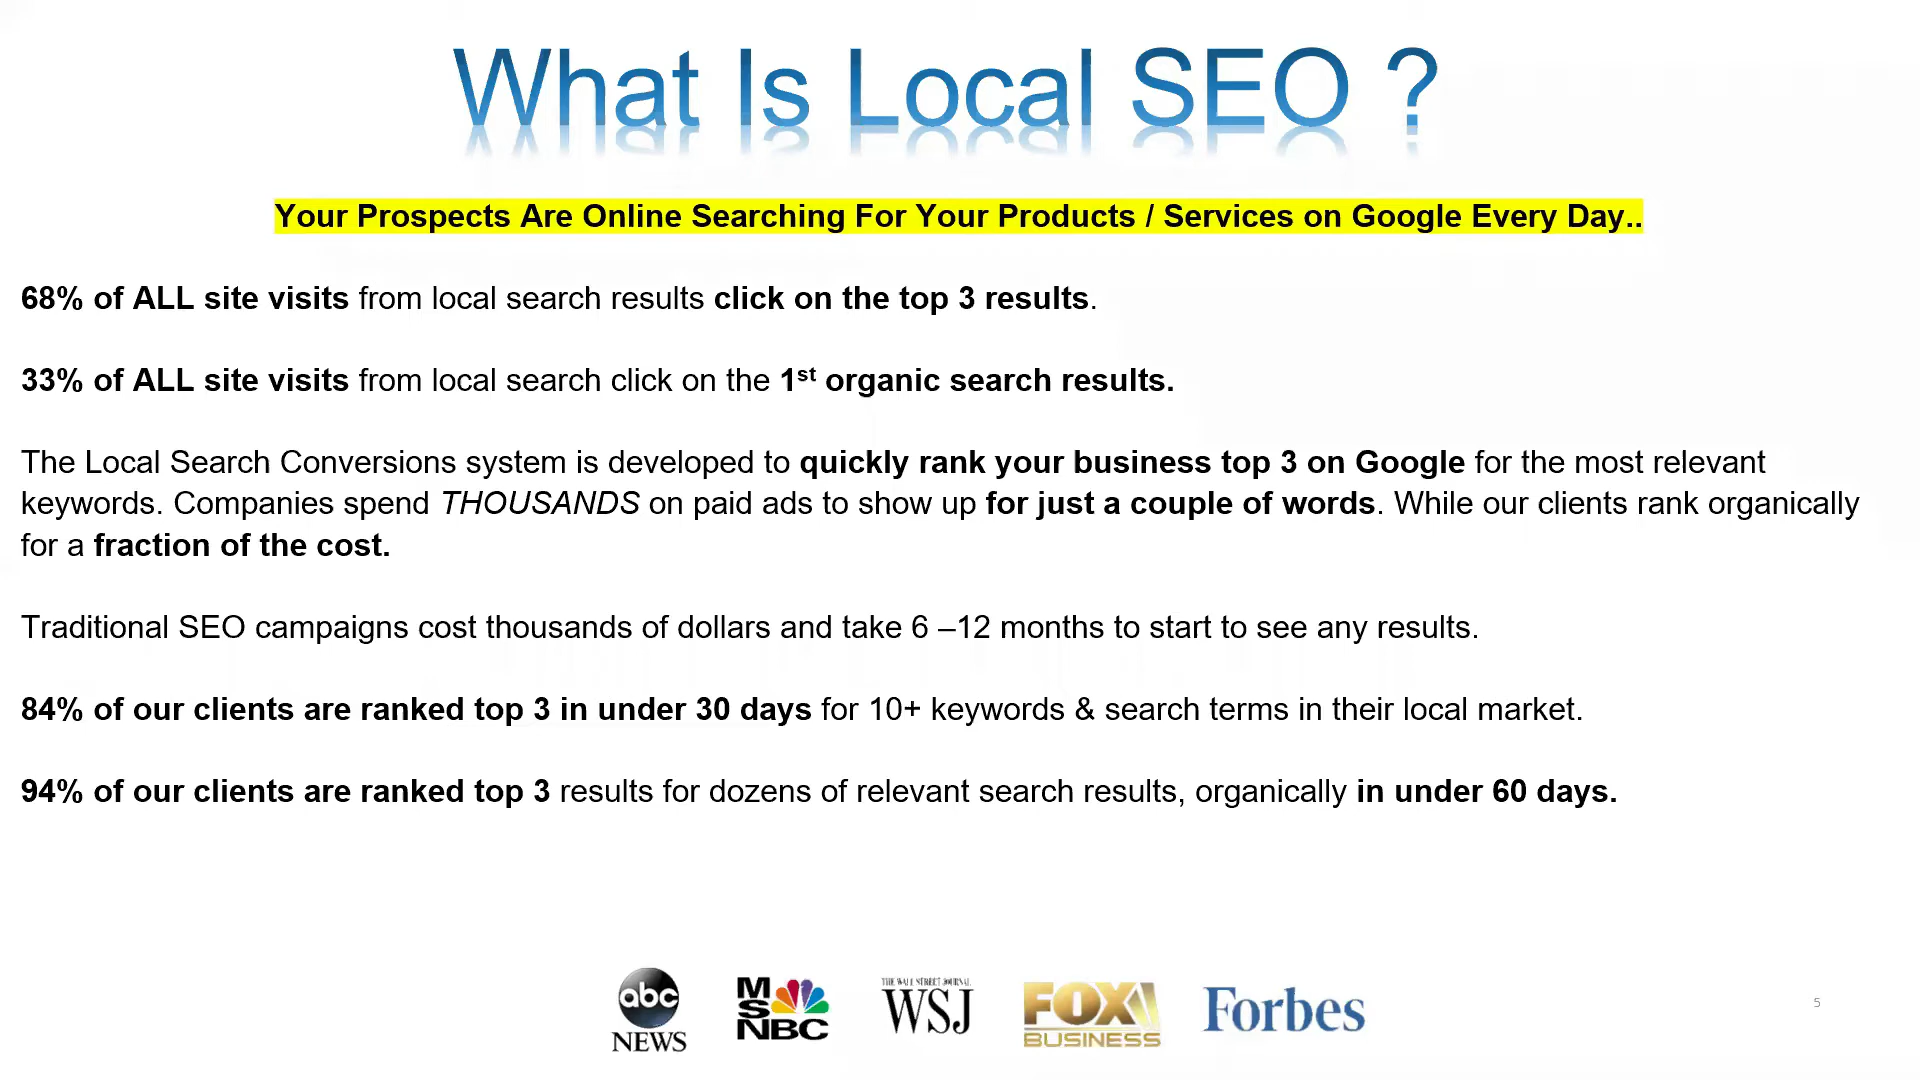 What Is Local SEO ?
Your Prospects Are Online Searching For Your Products / Services on Google Every Day..
68% of ALL site visits from local search results click on the top 3 results.
33% of ALL site visits from local search click on the 1st organic search results.
The Local Search Conversions system is developed to quickly rank your business top 3 on Google for the most relevant
keywords. Companies spend THOUSANDS on paid ads to show up for just a couple of words. While our clients rank organically
for a fraction of the cost.
Traditional SEO campaigns cost thousands of dollars and take 6 –12 months to start to see any results.
84% of our clients are ranked top 3 in under 30 days for 10+ keywords & search terms in their local market.
94% of our clients are ranked top 3 results for dozens of relevant search results, organically in under 60 days.
abc
NEWS
MSNBC
THE WALL STREET JOURNAL
WSJ
FOX
BUSINESS
Forbes
5